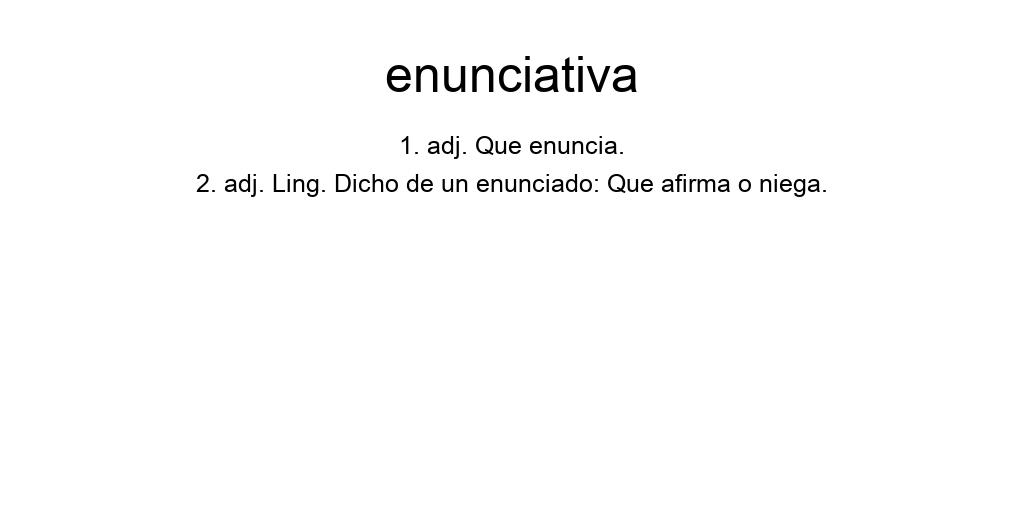 enunciativa
1. adj. Que enuncia.
2. adj. Ling. Dicho de un enunciado: Que afirma o niega.